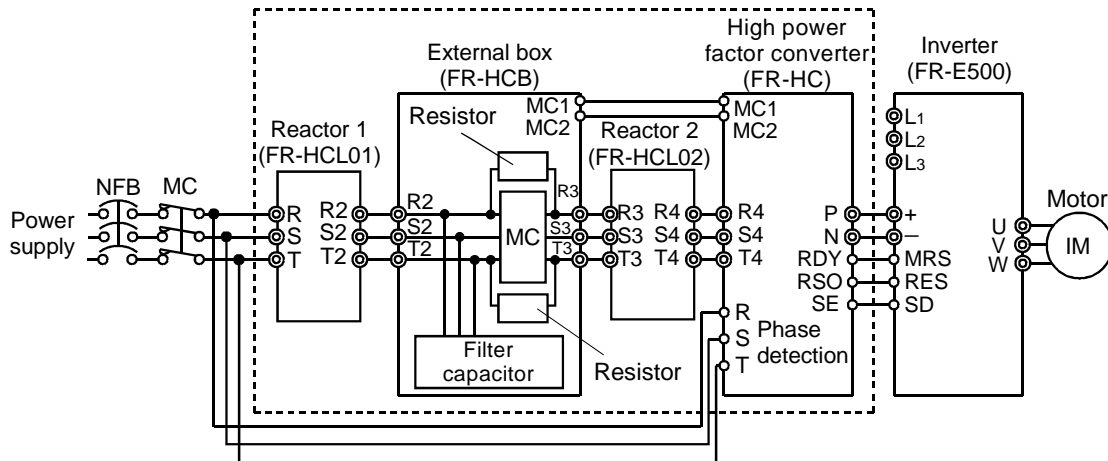 High power
factor converter
(FR-HC)
External box
(FR-HCB)
Inverter
(FR-E500)
MC1
MC2
MC1
MC2
Resistor
Reactor 1
(FR-HCL01)
Reactor 2
(FR-HCL02)
L1
L2
L3
NFB
MC
Motor
Power
supply
R
S
T
R2
S2
T2
R2
S2
T2
MC
R3
S3
T3
R3
S3
T3
R4
S4
T4
R4
S4
T4
P
N
RDY
RSO
SE
+
−
MRS
RES
SD
U
V
W
IM
R
S
T
Phase
detection
Filter
capacitor
Resistor